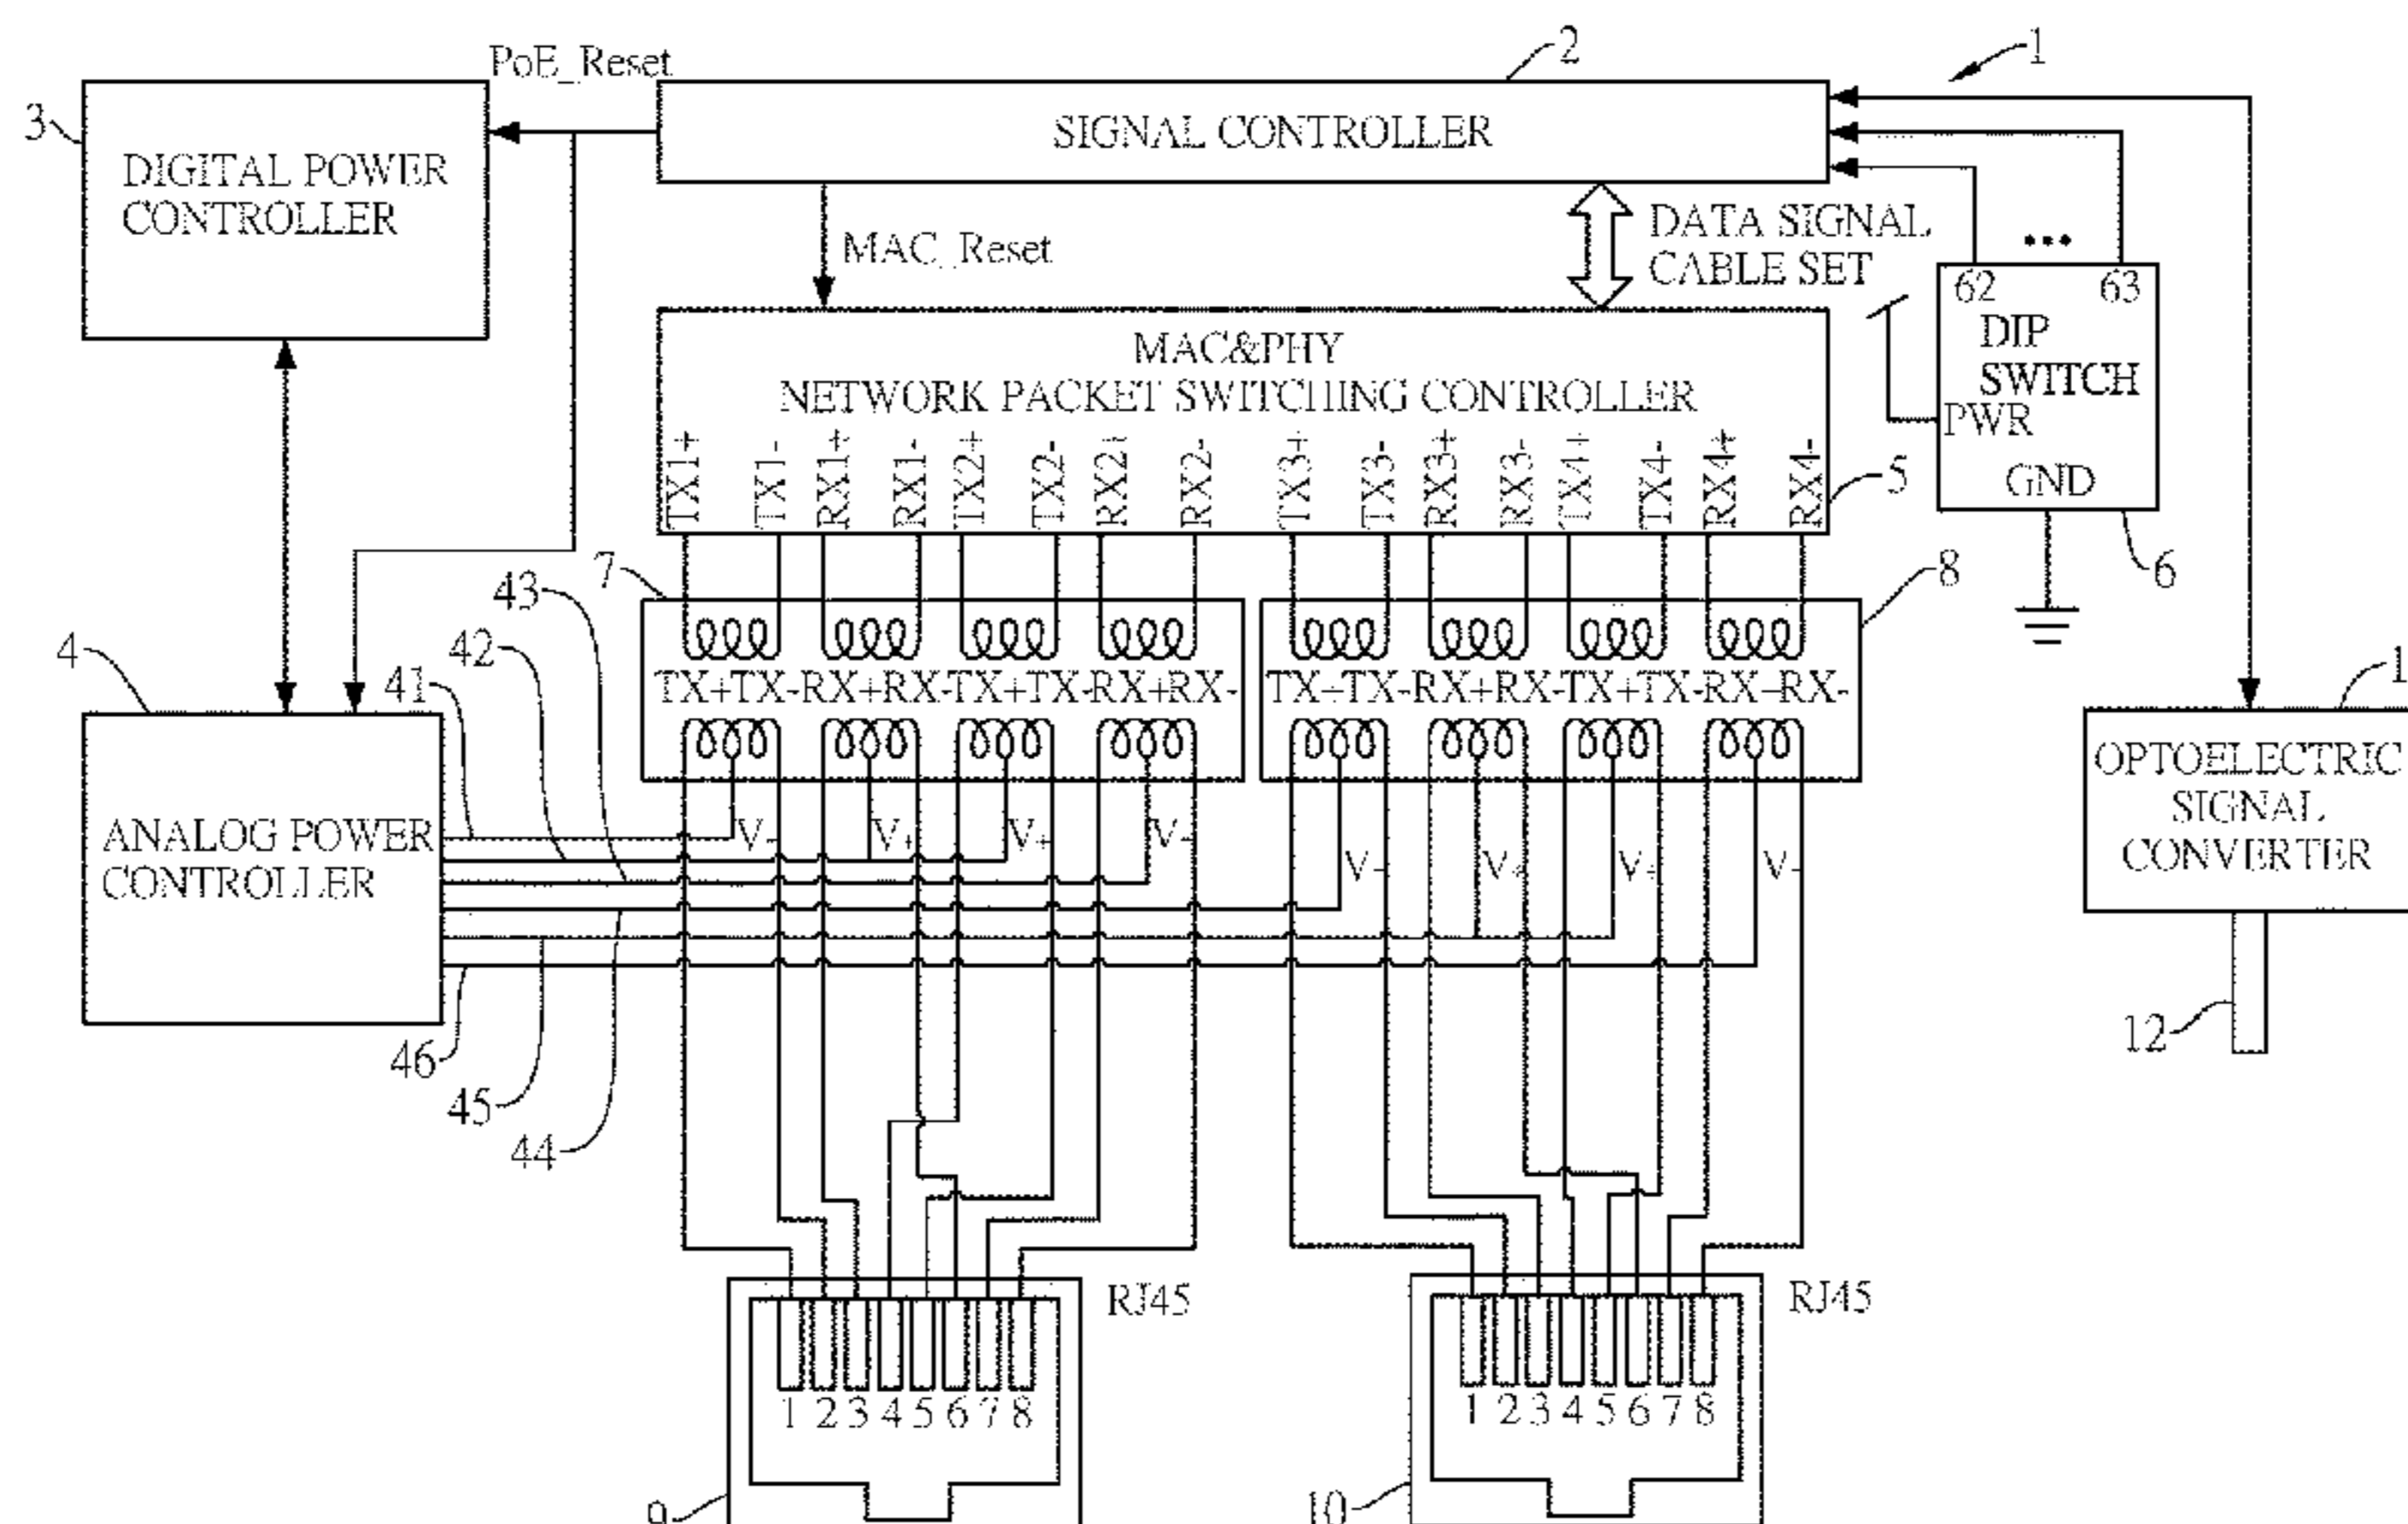 PoE_Reset
2
1
3
DIGITAL POWER
CONTROLLER
SIGNAL CONTROLLER
MAC_Reset
DATA SIGNAL
CABLE SET
62
...
63
DIP
SWITCH
PWR
GND
6
MAC&PHY
NETWORK PACKET SWITCHING CONTROLLER
TX1+ TX1- RX1+ RX1- TX2+ TX2- RX2+ RX2- TX3+ TX3- RX3+ RX3- TX4+ TX4- RX4+ RX4-
5
7
8
43
42
41
4
TX+TX-RX+RX-TX+TX-RX+RX-
TX+TX-RX+RX-TX+TX-RX-RX-
ANALOG POWER
CONTROLLER
V- V+ V+ V-
V- V+ V-
46
45
44
1
OPTOELECTRIC
SIGNAL
CONVERTER
12
RJ45
RJ45
1 2 3 4 5 6 7 8
1 2 3 4 5 6 7 8
9
10